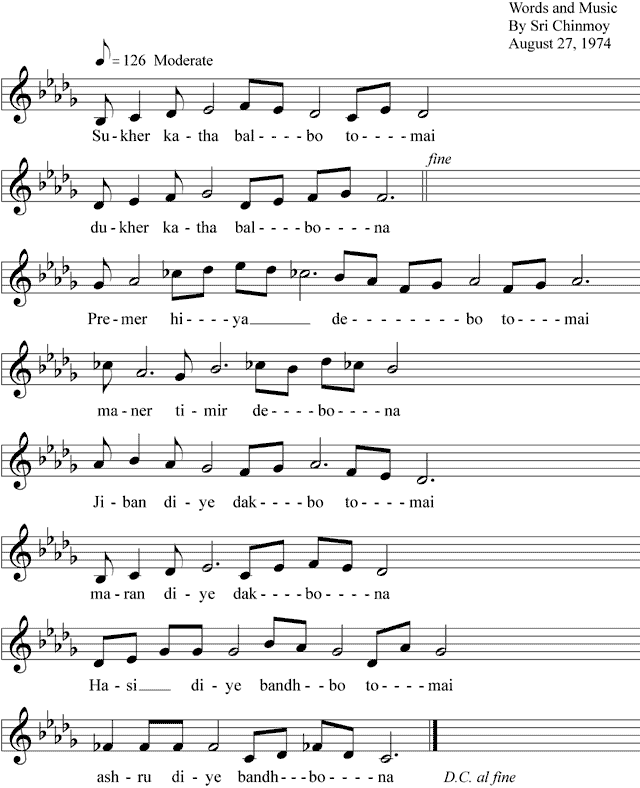 Words and Music
By Sri Chinmoy
August 27, 1974
= 126 Moderate
Su-kher ka-tha bal----bo to----mai
fine
du-kher ka-tha bal----bo----na
Pre-mer hi----ya____ de------bo to----mai
ma-ner ti-mir de----bo----na
Ji-ban di-ye dak----bo to----mai
ma-ran di-ye dak----bo----na
Ha-si____ di-ye bandh--bo to----mai
ash-ru di-ye bandh---bo----na D.C. al fine